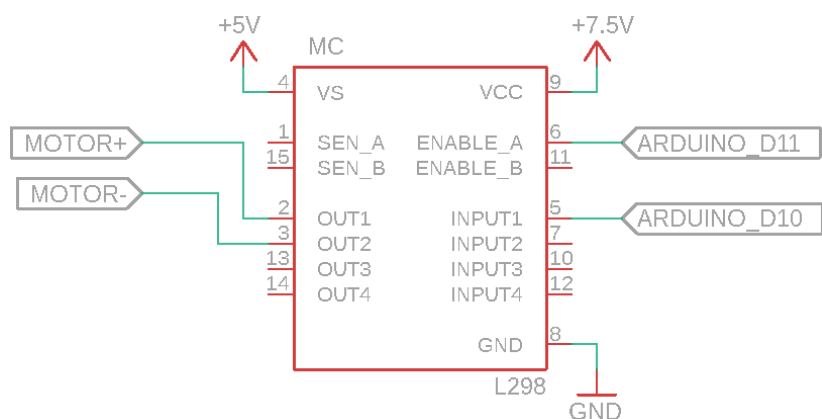 +5V
+7.5V
MC
4 VS
VCC 9
MOTOR+
1 SEN_A
ENABLE_A 6
ARDUINO_D11
15 SEN_B
ENABLE_B 11
MOTOR-
2 OUT1
INPUT1 5
ARDUINO_D10
3 OUT2
INPUT2 7
13 OUT3
INPUT3 10
14 OUT4
INPUT4 12
GND 8
L298
GND